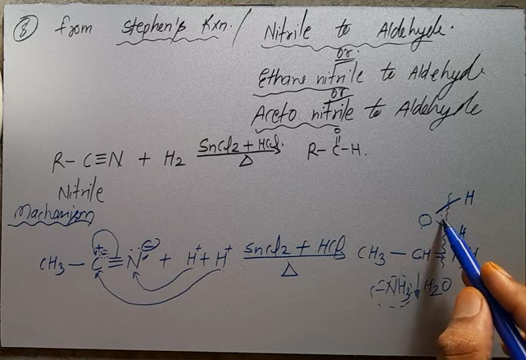 ⑧ from Stephen's Rxn. / Nitrile to Aldehyde.
or
Ethane nitrile to Aldehyde
or
Aceto nitrile to Aldehyde
O
R-C≡N + H2 SnCl2 + HCl. R-C-H.
Δ
Nitrile
Machanism
H
O
H
CH3-C≡N + H+ + H+ SnCl2 + HCl CH3-CH=
Δ
-NH3 ↓ H2O